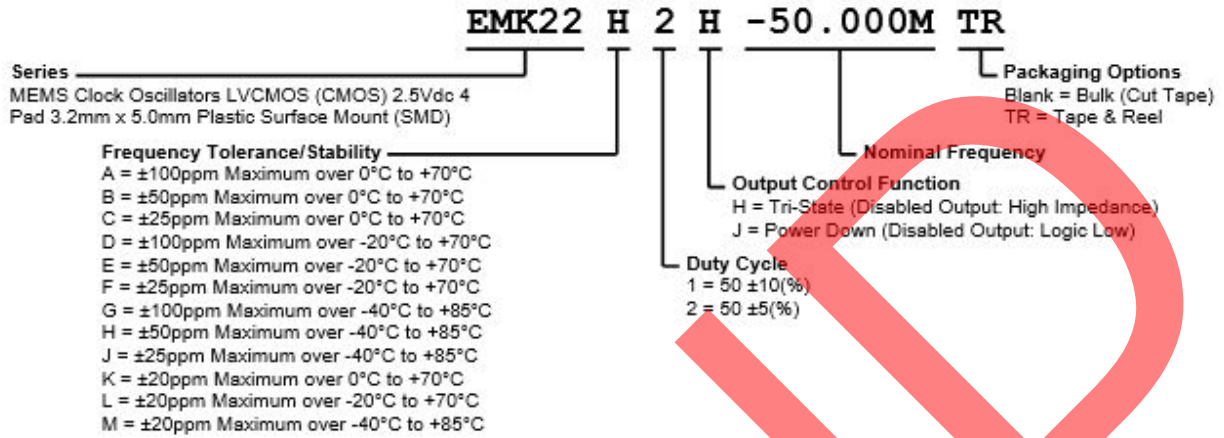 EMK22 H 2 H -50.000M TR
Series
MEMS Clock Oscillators LVCMOS (CMOS) 2.5Vdc 4
Pad 3.2mm x 5.0mm Plastic Surface Mount (SMD)
Frequency Tolerance/Stability
A = ±100ppm Maximum over 0°C to +70°C
B = ±50ppm Maximum over 0°C to +70°C
C = ±25ppm Maximum over 0°C to +70°C
D = ±100ppm Maximum over -20°C to +70°C
E = ±50ppm Maximum over -20°C to +70°C
F = ±25ppm Maximum over -20°C to +70°C
G = ±100ppm Maximum over -40°C to +85°C
H = ±50ppm Maximum over -40°C to +85°C
J = ±25ppm Maximum over -40°C to +85°C
K = ±20ppm Maximum over 0°C to +70°C
L = ±20ppm Maximum over -20°C to +70°C
M = ±20ppm Maximum over -40°C to +85°C
Packaging Options
Blank = Bulk (Cut Tape)
TR = Tape & Reel
Nominal Frequency
Output Control Function
H = Tri-State (Disabled Output: High Impedance)
J = Power Down (Disabled Output: Logic Low)
Duty Cycle
1 = 50 ±10(%)
2 = 50 ±5(%)